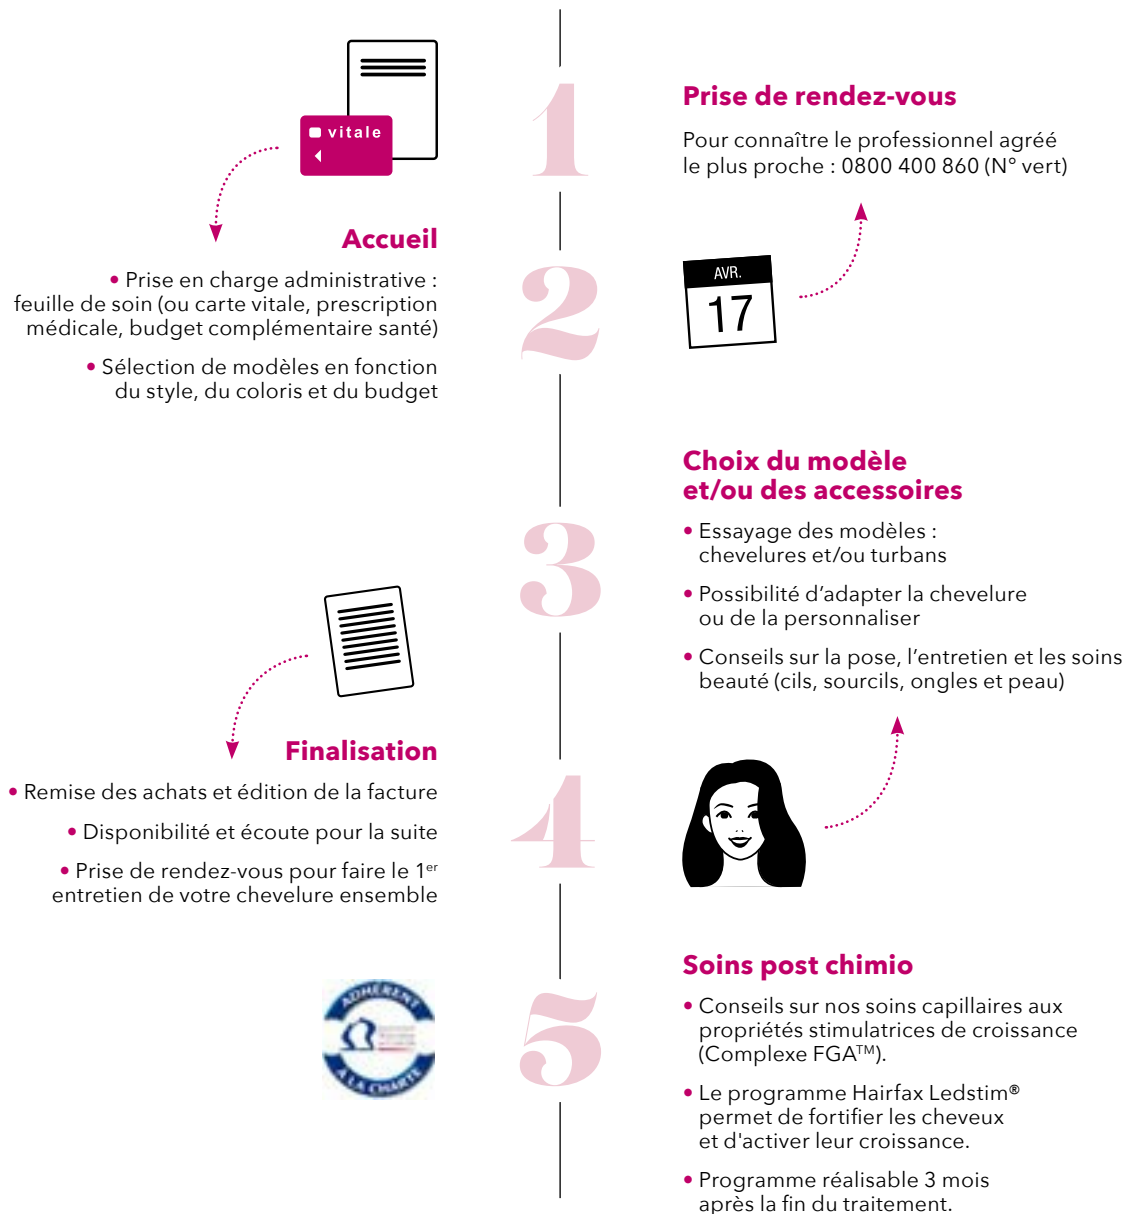 1
Prise de rendez-vous
Pour connaître le professionnel agréé
le plus proche : 0800 400 860 (N° vert)
vitale
2
Accueil
• Prise en charge administrative :
feuille de soin (ou carte vitale, prescription
médicale, budget complémentaire santé)
• Sélection de modèles en fonction
du style, du coloris et du budget
AVR.
17
3
Choix du modèle
et/ou des accessoires
• Essayage des modèles :
chevelures et/ou turbans
• Possibilité d’adapter la chevelure
ou de la personnaliser
• Conseils sur la pose, l’entretien et les soins
beauté (cils, sourcils, ongles et peau)
4
Finalisation
• Remise des achats et édition de la facture
• Disponibilité et écoute pour la suite
• Prise de rendez-vous pour faire le 1er
entretien de votre chevelure ensemble
5
Soins post chimio
• Conseils sur nos soins capillaires aux
propriétés stimulatrices de croissance
(Complexe FGA™).
• Le programme Hairfax Ledstim®
permet de fortifier les cheveux
et d'activer leur croissance.
• Programme réalisable 3 mois
après la fin du traitement.
ADHÉRENT
À LA CHARTE